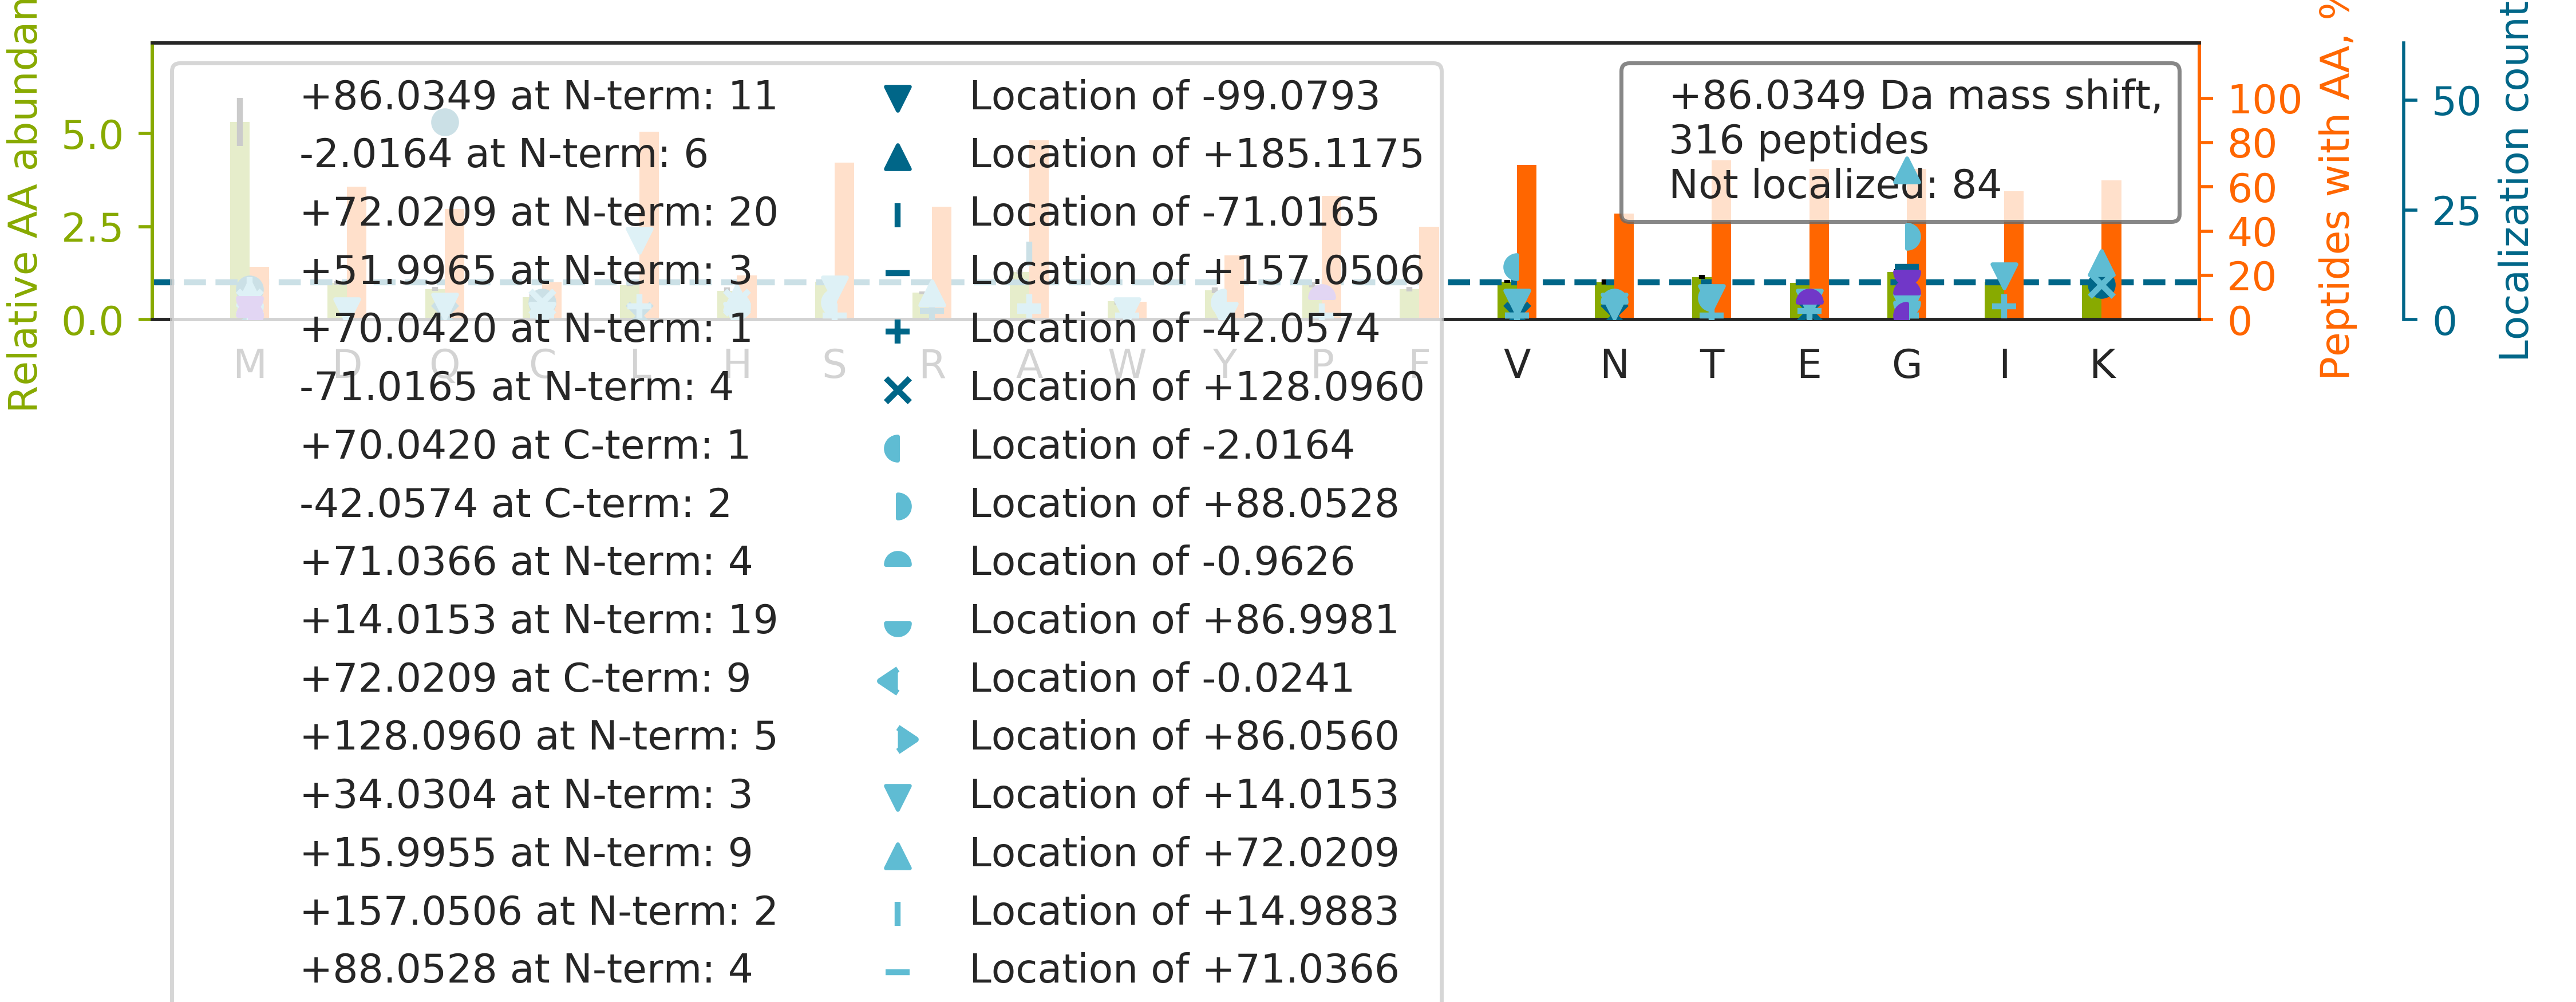 Relative AA abundan
5.0
2.5
0.0
+86.0349 at N-term: 11
-2.0164 at N-term: 6
+72.0209 at N-term: 20
+51.9965 at N-term: 3
+70.0420 at N-term: 1
-71.0165 at N-term: 4
+70.0420 at C-term: 1
-42.0574 at C-term: 2
+71.0366 at N-term: 4
+14.0153 at N-term: 19
+72.0209 at C-term: 9
+128.0960 at N-term: 5
+34.0304 at N-term: 3
+15.9955 at N-term: 9
+157.0506 at N-term: 2
+88.0528 at N-term: 4
Location of -99.0793
Location of +185.1175
Location of -71.0165
Location of +157.0506
Location of -42.0574
Location of +128.0960
Location of -2.0164
Location of +88.0528
Location of -0.9626
Location of +86.9981
Location of -0.0241
Location of +86.0560
Location of +14.0153
Location of +72.0209
Location of +14.9883
Location of +71.0366
+86.0349 Da mass shift,
316 peptides
Not localized: 84
M D Q C L H S R A W Y P F V N T E G I K
100
80
60
40
20
0
Peptides with AA, %
50
25
0
Localization count